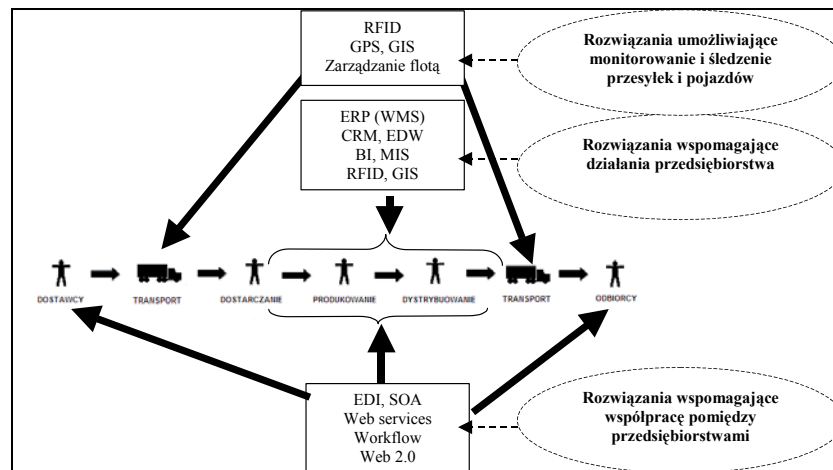 RFID
GPS, GIS
Zarządzanie flotą
Rozwiązania umożliwiające
monitorowanie i śledzenie
przesyłek i pojazdów
ERP (WMS)
CRM, EDW
BI, MIS
RFID, GIS
Rozwiązania wspomagające
działania przedsiębiorstwa
DOSTAWCY
TRANSPORT
DOSTARCZANIE
PRODUKOWANIE
DYSTRYBUOWANIE
TRANSPORT
ODBIORCY
EDI, SOA
Web services
Workflow
Web 2.0
Rozwiązania wspomagające
współpracę pomiędzy
przedsiębiorstwami